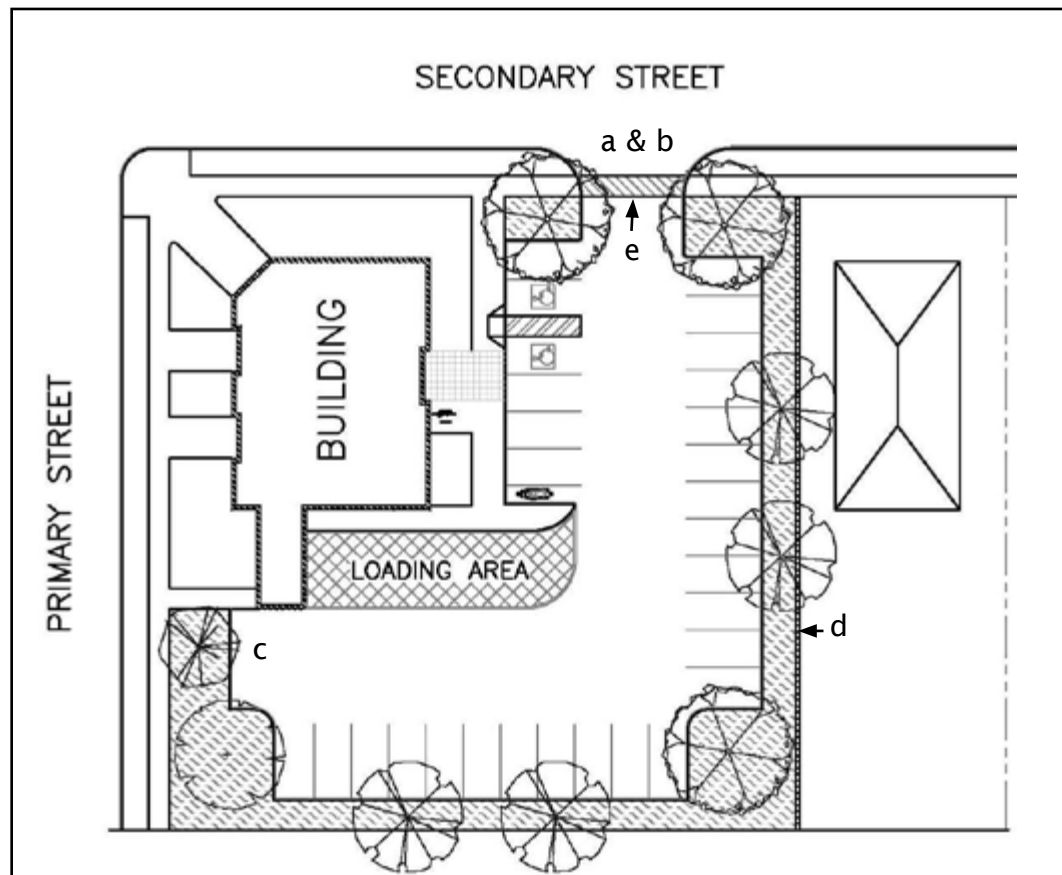 SECONDARY STREET
a & b
e
BUILDING
PRIMARY STREET
LOADING AREA
d
c